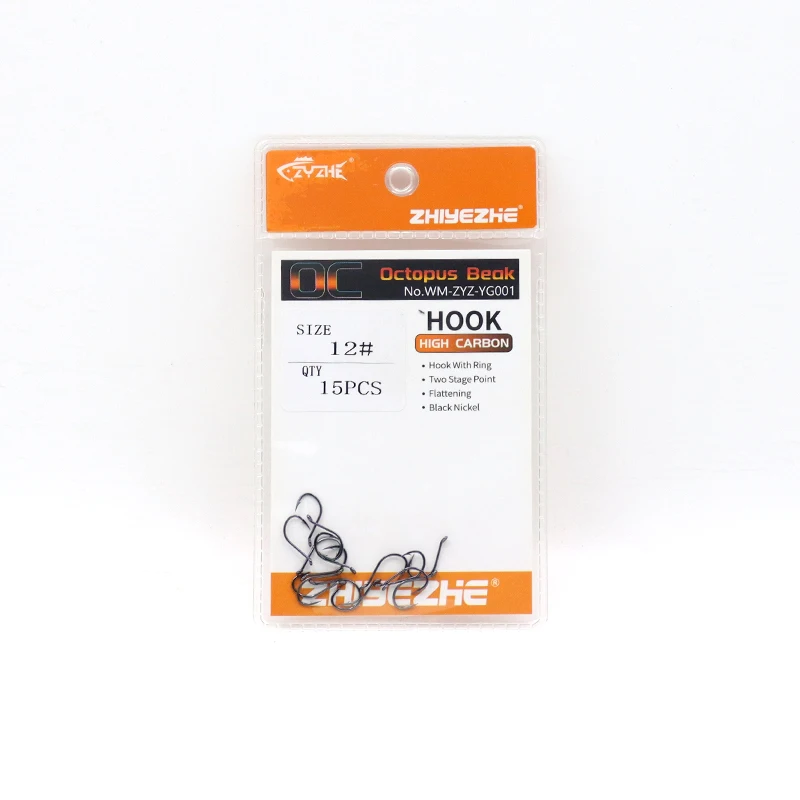 ZYZHE®
ZHIYEZHE®
OC Octopus Beak
No.WM-ZYZ-YG001
SIZE
12#
QTY
15PCS
HOOK
HIGH CARBON
• Hook With Ring
• Two Stage Point
• Flattening
• Black Nickel
ZHIYEZHE®